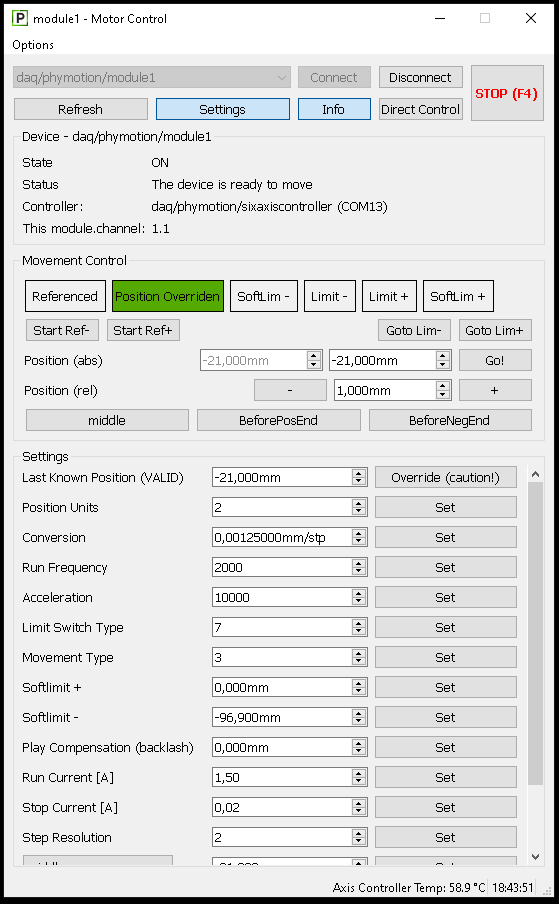 P module1 - Motor Control
Options
daq/phymotion/module1 Connect Disconnect STOP (F4)
Refresh Settings Info Direct Control
Device - daq/phymotion/module1
State ON
Status The device is ready to move
Controller: daq/phymotion/sixaxiscontroller (COM13)
This module.channel: 1.1
Movement Control
Referenced Position Overriden SoftLim - Limit - Limit + SoftLim +
Start Ref- Start Ref+ Goto Lim- Goto Lim+
Position (abs) -21,000mm -21,000mm Go!
Position (rel) - 1,000mm +
middle BeforePosEnd BeforeNegEnd
Settings
Last Known Position (VALID) -21,000mm Override (caution!)
Position Units 2 Set
Conversion 0,00125000mm/stp Set
Run Frequency 2000 Set
Acceleration 10000 Set
Limit Switch Type 7 Set
Movement Type 3 Set
Softlimit + 0,000mm Set
Softlimit - -96,900mm Set
Play Compensation (backlash) 0,000mm Set
Run Current [A] 1,50 Set
Stop Current [A] 0,02 Set
Step Resolution 2 Set
Axis Controller Temp: 58.9 °C 18:43:51